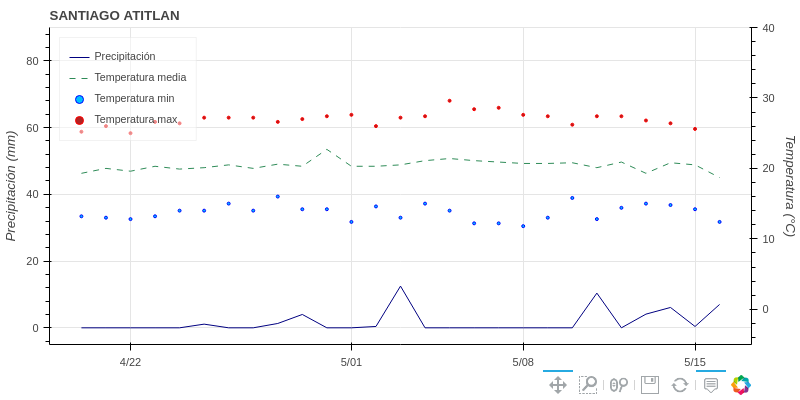 SANTIAGO ATITLAN
Precipitación
Temperatura media
Temperatura min
Temperatura max
Precipitación (mm)
80
60
40
20
0
Temperatura (°C)
40
30
20
10
0
4/22
5/01
5/08
5/15